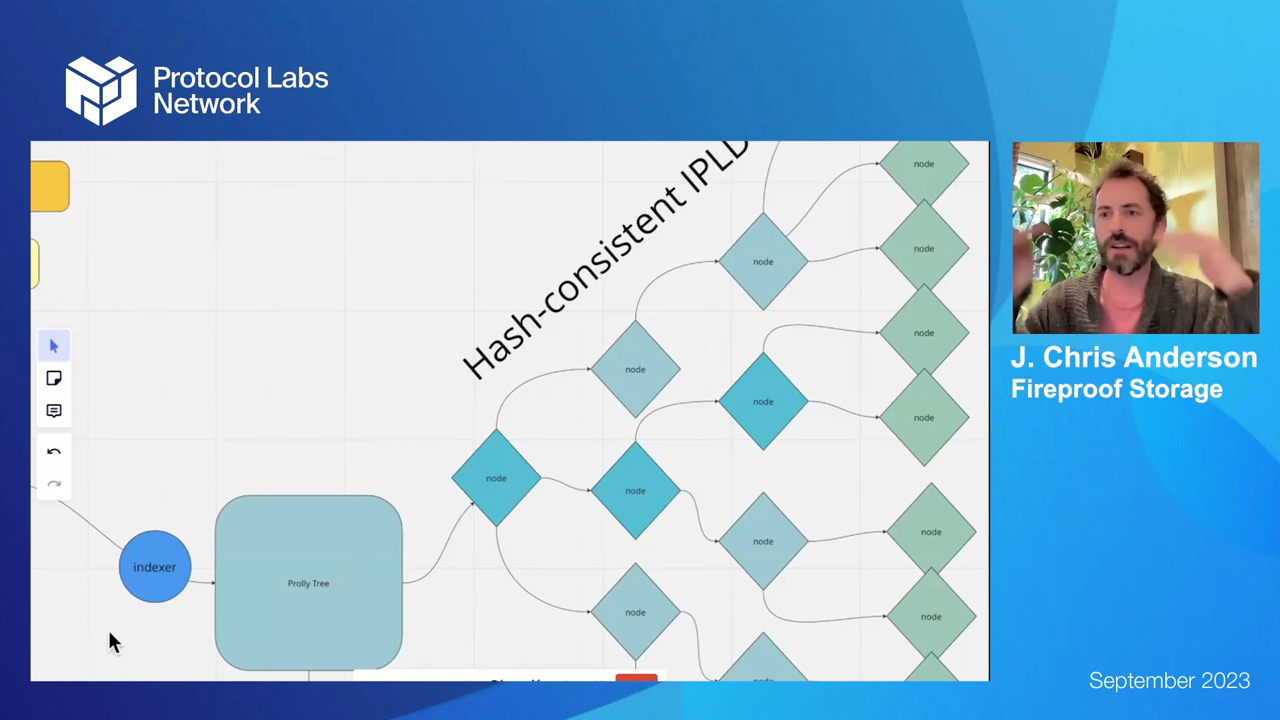 Protocol Labs
Network
Hash-consistent IPLD
node
node
node
node
node
node
node
node
node
node
node
node
node
node
indexer
Prolly Tree
J. Chris Anderson
Fireproof Storage
September 2023